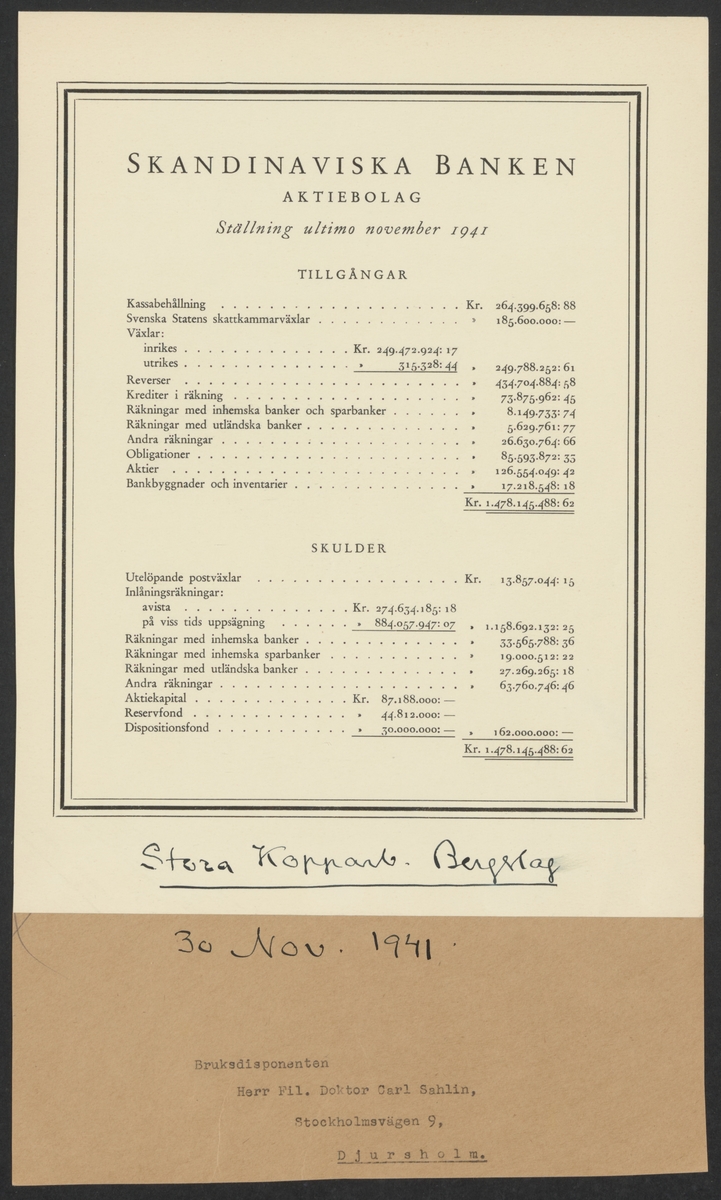 SKANDINAVISKA BANKEN
AKTIEBOLAG
Ställning ultimo november 1941
TILLGÅNGAR
Kassabehållning . . . . . . . . . . . . . . . . . . . . Kr. 264.399.658: 88
Svenska Statens skattkammarväxlar . . . . . . . . . . . . » 185.600.000: —
Växlar:
inrikes . . . . . . . . . . . . . . Kr. 249.472.924: 17
utrikes . . . . . . . . . . . . . . » 315.328: 44 » 249.788.252: 61
Reverser . . . . . . . . . . . . . . . . . . . . . . . » 434.704.884: 58
Krediter i räkning . . . . . . . . . . . . . . . . . . . » 73.875.962: 45
Räkningar med inhemska banker och sparbanker . . . . . . » 8.149.733: 74
Räkningar med utländska banker . . . . . . . . . . . . . » 5.629.761: 77
Andra räkningar . . . . . . . . . . . . . . . . . . . . » 26.630.764: 66
Obligationer . . . . . . . . . . . . . . . . . . . . . . » 85.593.872: 33
Aktier . . . . . . . . . . . . . . . . . . . . . . . . » 126.554.049: 42
Bankbyggnader och inventarier . . . . . . . . . . . . . . » 17.218.548: 18
Kr. 1.478.145.488: 62
SKULDER
Utelöpande postväxlar . . . . . . . . . . . . . . . . . Kr. 13.857.044: 15
Inlåningsräkningar:
avista . . . . . . . . . . . . . . Kr. 274.634.185: 18
på viss tids uppsägning . . . . . . » 884.057.947: 07 » 1.158.692.132: 25
Räkningar med inhemska banker . . . . . . . . . . . . . » 33.565.788: 36
Räkningar med inhemska sparbanker . . . . . . . . . . . . » 19.000.512: 22
Räkningar med utländska banker . . . . . . . . . . . . . » 27.269.265: 18
Andra räkningar . . . . . . . . . . . . . . . . . . . . » 63.760.746: 46
Aktiekapital . . . . . . . . . . . . . Kr. 87.188.000: —
Reservfond . . . . . . . . . . . . . » 44.812.000: —
Dispositionsfond . . . . . . . . . . . » 30.000.000: — » 162.000.000: —
Kr. 1.478.145.488: 62
Stora Kopparb. Bergslag
30 Nov. 1941.
Bruksdisponenten
Herr Fil. Doktor Carl Sahlin,
Stockholmsvägen 9,
Djursholm.